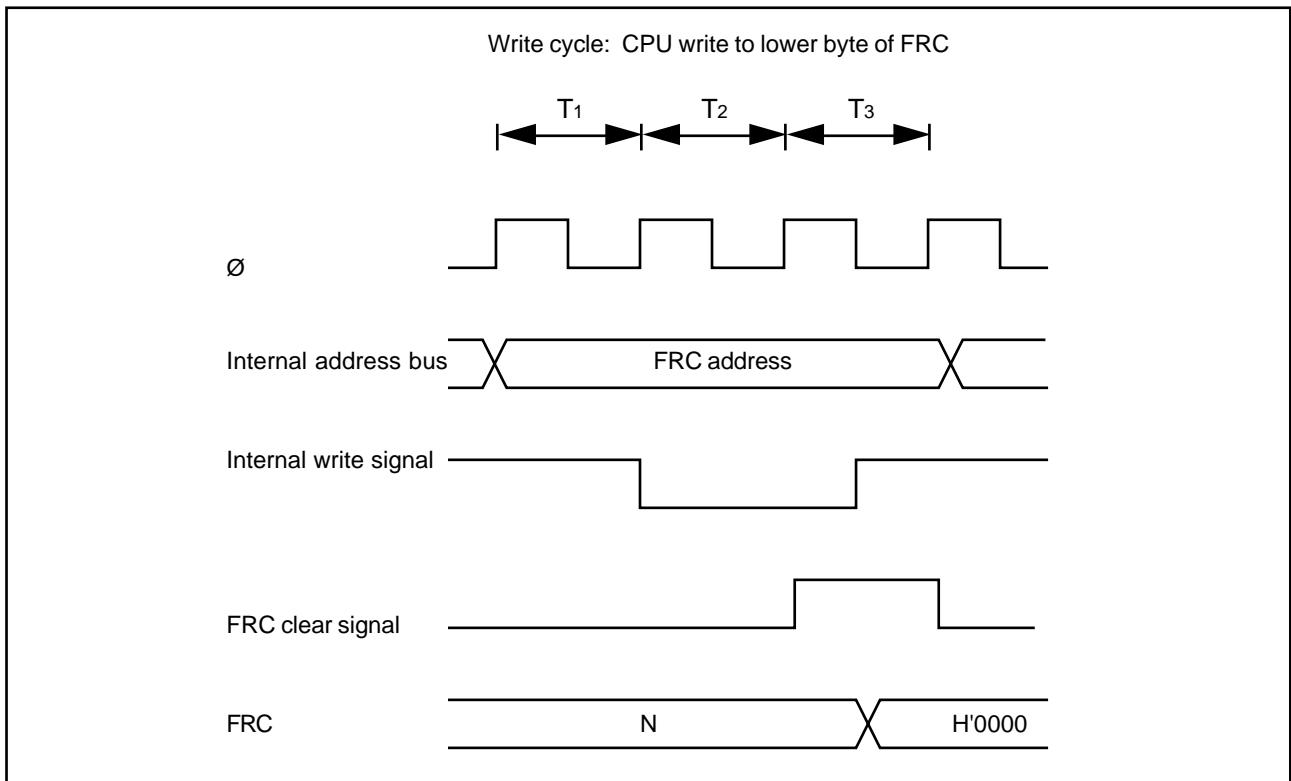 Write cycle: CPU write to lower byte of FRC
T1 T2 T3
Ø
Internal address bus FRC address
Internal write signal
FRC clear signal
FRC N H'0000